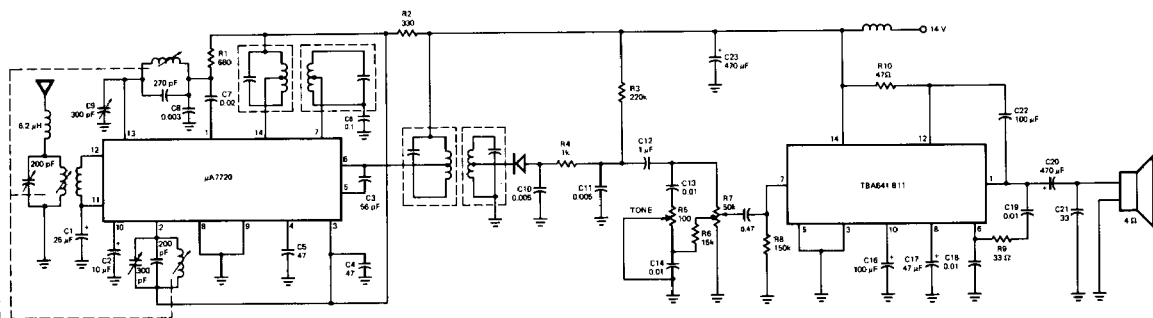 R2
330
14 V
R1
680
C23
470 µF
R10
47Ω
270 pF
C7
0.02
R3
220k
C22
100 µF
C9
300 pF
C8
0.003
C6
0.1
6.2 µH
13
1
14
7
14
12
12
µA7720
6
R4
1k
C12
1 µF
200 pF
5
C3
56 pF
C10
0.005
C11
0.005
C13
0.01
R7
50k
7
TBA641 B11
1
C20
470 µF
11
TONE
R5
100
C19
0.01
C21
33
4 Ω
C1
25 µF
10
2
8
9
4
3
R6
15k
0.47
R8
150k
5
3
10
8
6
R9
33 Ω
C2
10 µF
300
pF
200
pF
C5
47
C4
47
C14
0.01
C16
100 µF
C17
47 µF
C18
0.01